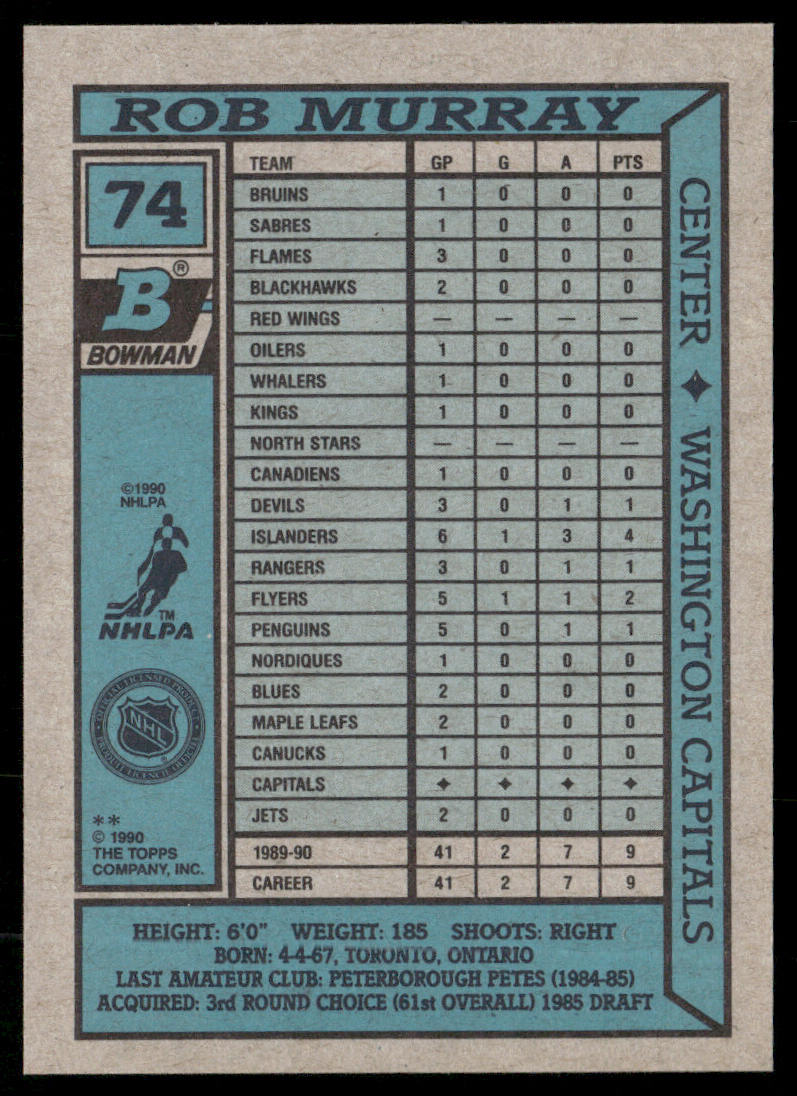 ROB MURRAY
74
B®
BOWMAN
©1990
NHLPA
TM
NHLPA
OFFICIAL LICENSED PRODUCT
NHL
PRODUIT LICENCIÉ OFFICIEL
®
**
© 1990
THE TOPPS
COMPANY, INC.
TEAM GP G A PTS
BRUINS 1 0 0 0
SABRES 1 0 0 0
FLAMES 3 0 0 0
BLACKHAWKS 2 0 0 0
RED WINGS — — — —
OILERS 1 0 0 0
WHALERS 1 0 0 0
KINGS 1 0 0 0
NORTH STARS — — — —
CANADIENS 1 0 0 0
DEVILS 3 0 1 1
ISLANDERS 6 1 3 4
RANGERS 3 0 1 1
FLYERS 5 1 1 2
PENGUINS 5 0 1 1
NORDIQUES 1 0 0 0
BLUES 2 0 0 0
MAPLE LEAFS 2 0 0 0
CANUCKS 1 0 0 0
CAPITALS ✦ ✦ ✦ ✦
JETS 2 0 0 0
1989-90 41 2 7 9
CAREER 41 2 7 9
CENTER ✦ WASHINGTON CAPITALS
HEIGHT: 6'0" WEIGHT: 185 SHOOTS: RIGHT
BORN: 4-4-67, TORONTO, ONTARIO
LAST AMATEUR CLUB: PETERBOROUGH PETES (1984-85)
ACQUIRED: 3rd ROUND CHOICE (61st OVERALL) 1985 DRAFT